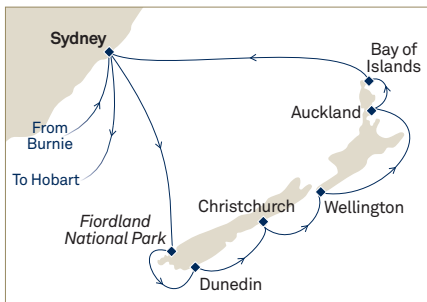 Sydney
Bay of
Islands
Auckland
From
Burnie
To Hobart
Christchurch
Wellington
Fiordland
National Park
Dunedin